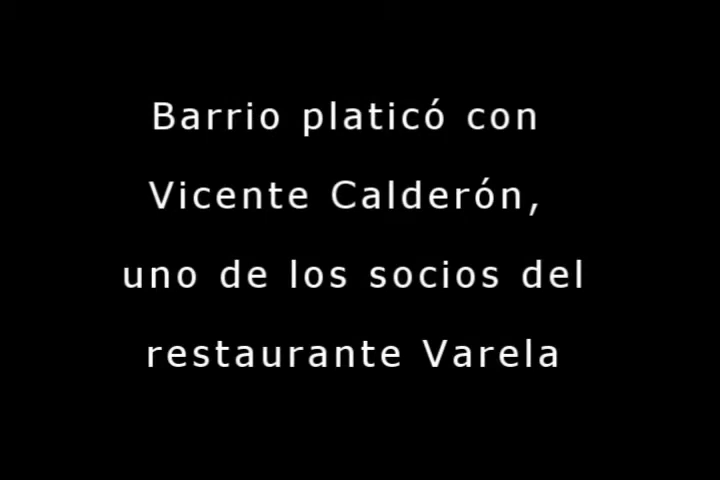 Barrio platicó con
Vicente Calderón,
uno de los socios del
restaurante Varela